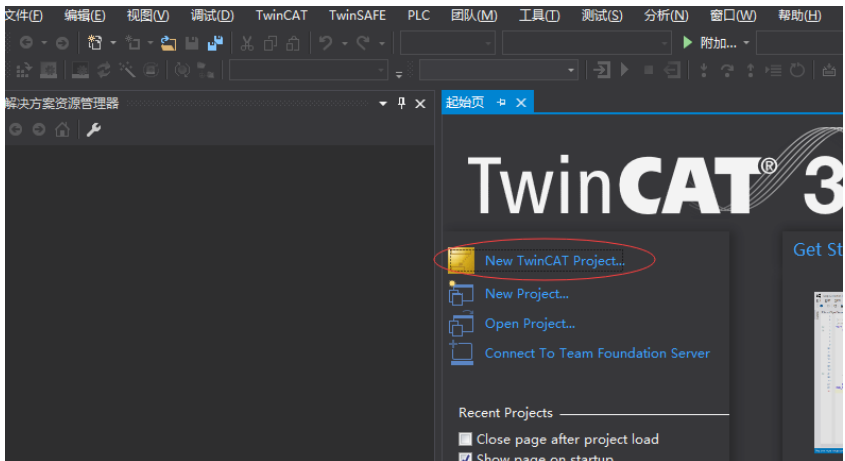 文件(F) 编辑(E) 视图(V) 调试(D) TwinCAT TwinSAFE PLC 团队(M) 工具(T) 测试(S) 分析(N) 窗口(W) 帮助(H)
附加...
解决方案资源管理器
起始页
TwinCAT® 3
New TwinCAT Project...
Get St
New Project...
Open Project...
Connect To Team Foundation Server
Recent Projects
Close page after project load
Show page on startup